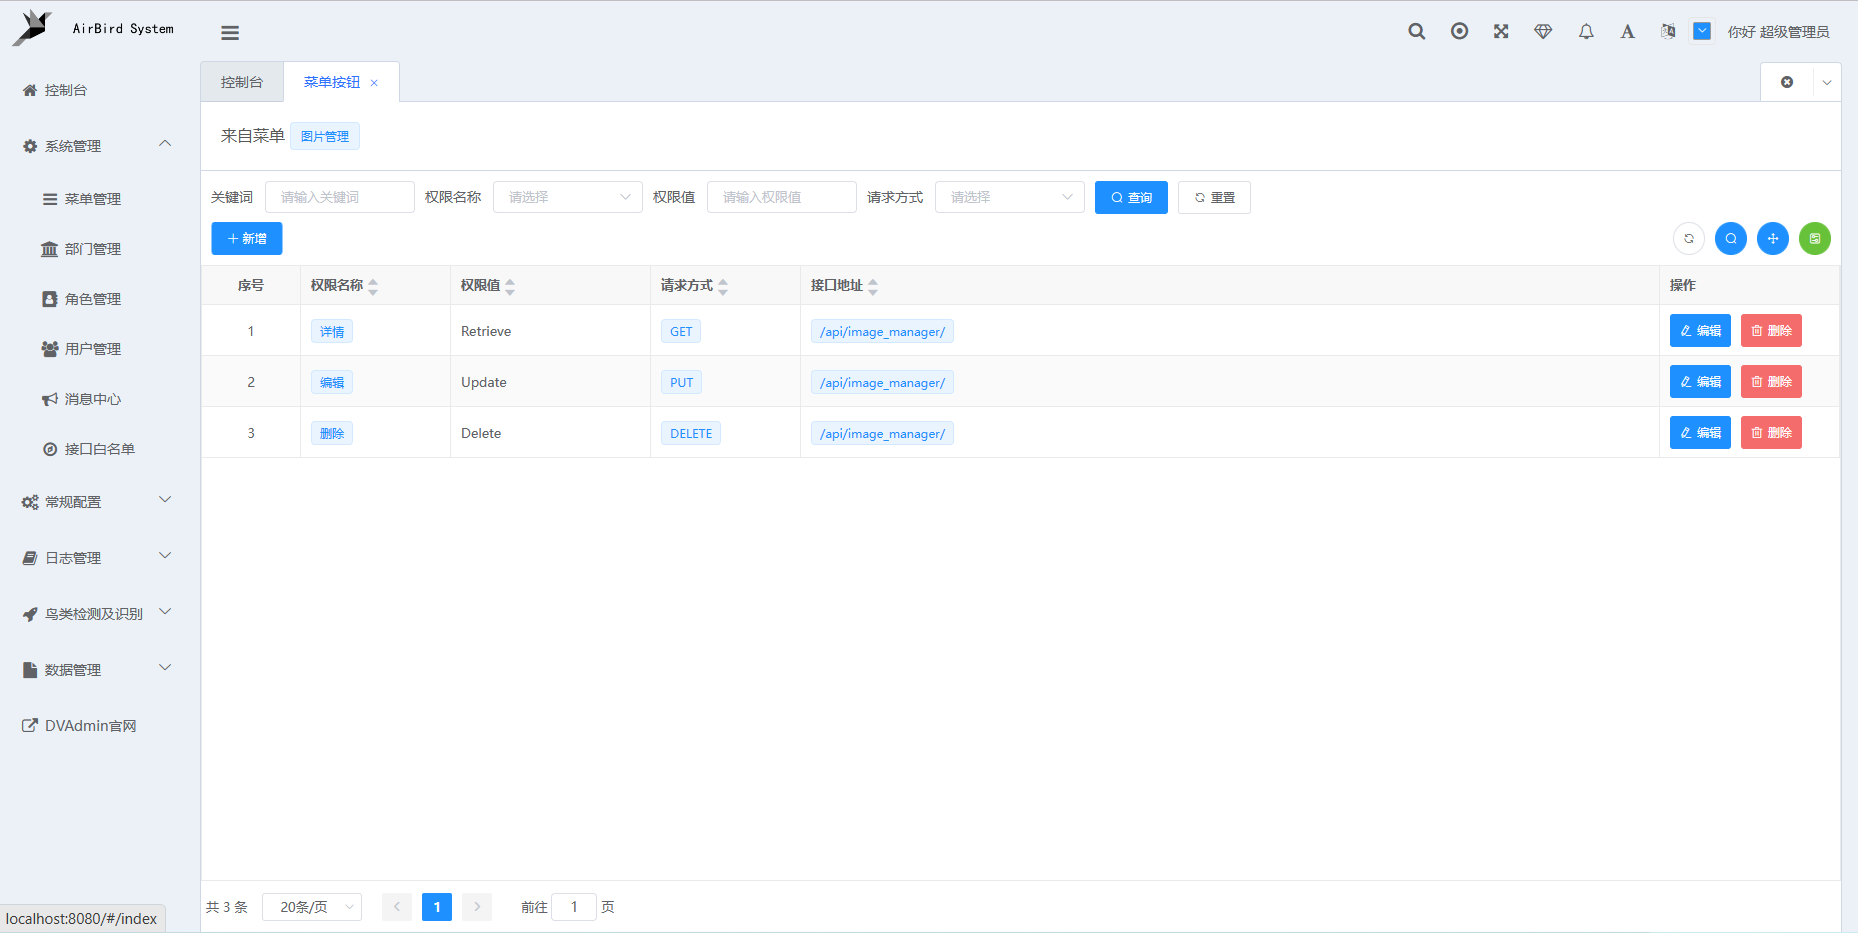 AirBird System
你好 超级管理员
控制台
系统管理
菜单管理
部门管理
角色管理
用户管理
消息中心
接口白名单
常规配置
日志管理
鸟类检测及识别
数据管理
DVAdmin官网
控制台
菜单按钮
来自菜单 图片管理
关键词 请输入关键词 权限名称 请选择 权限值 请输入权限值 请求方式 请选择 查询 重置
新增
序号 权限名称 权限值 请求方式 接口地址 操作
1 详情 Retrieve GET /api/image_manager/ 编辑 删除
2 编辑 Update PUT /api/image_manager/ 编辑 删除
3 删除 Delete DELETE /api/image_manager/ 编辑 删除
共 3 条 20条/页 1 前往 1 页
localhost:8080/#/index